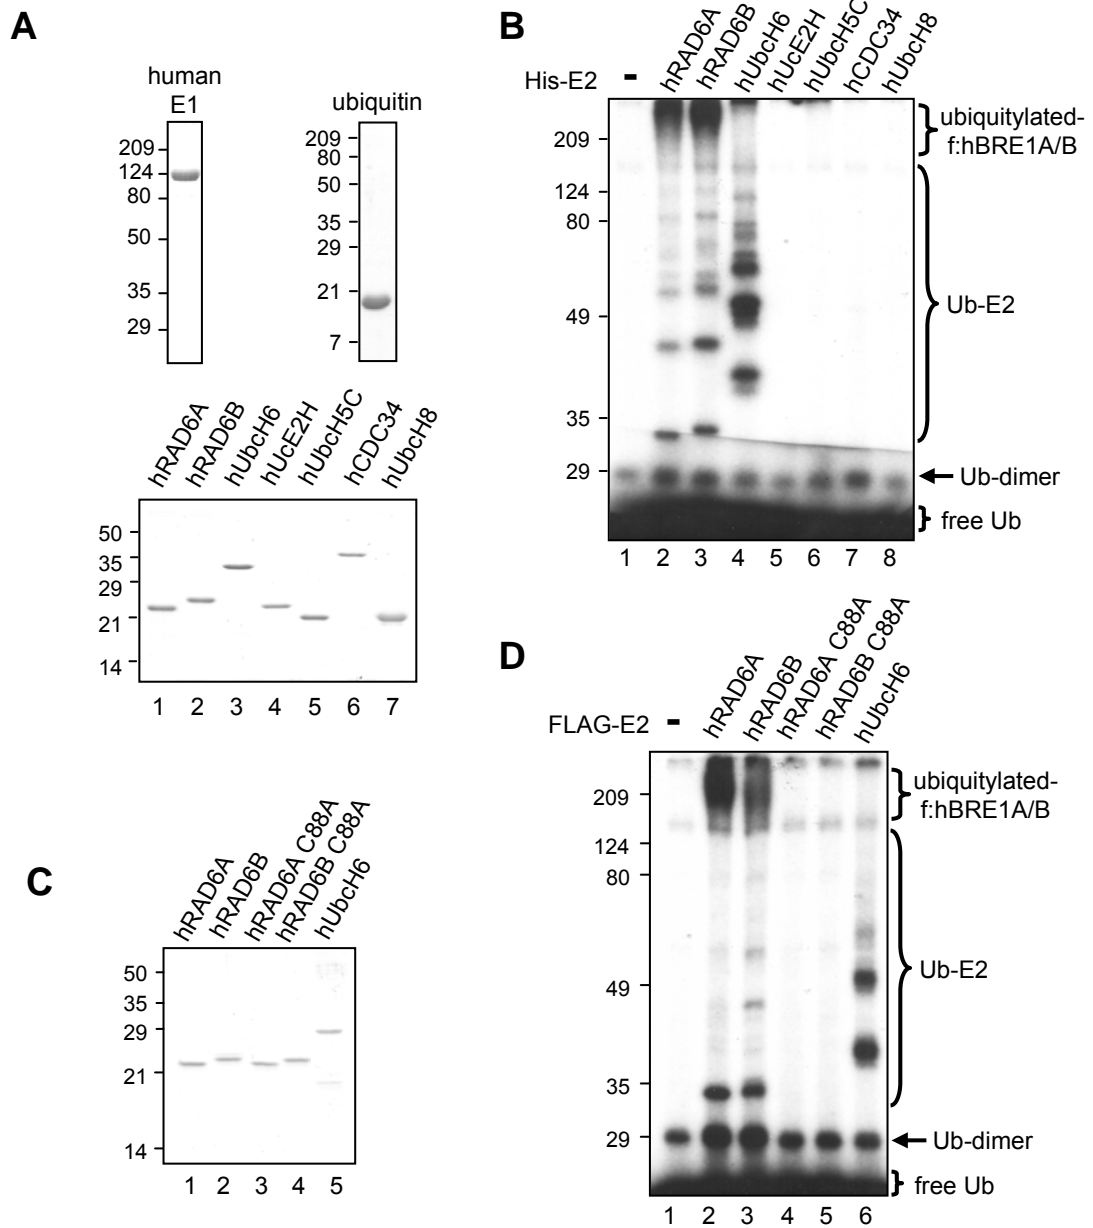 A
human
E1
209
124
80
50
35
29
ubiquitin
209
80
50
35
29
21
7
hRAD6A
hRAD6B
hUbcH6
hUcE2H
hUbcH5C
hCDC34
hUbcH8
50
35
29
21
14
1 2 3 4 5 6 7
B
His-E2
-
hRAD6A
hRAD6B
hUbcH6
hUcE2H
hUbcH5C
hCDC34
hUbcH8
209
124
80
49
35
29
ubiquitylated-
f:hBRE1A/B
Ub-E2
Ub-dimer
free Ub
1 2 3 4 5 6 7 8
C
hRAD6A
hRAD6B
hRAD6A C88A
hRAD6B C88A
hUbcH6
50
35
29
21
14
1 2 3 4 5
D
FLAG-E2
-
hRAD6A
hRAD6B
hRAD6A C88A
hRAD6B C88A
hUbcH6
209
124
80
49
35
29
ubiquitylated-
f:hBRE1A/B
Ub-E2
Ub-dimer
free Ub
1 2 3 4 5 6